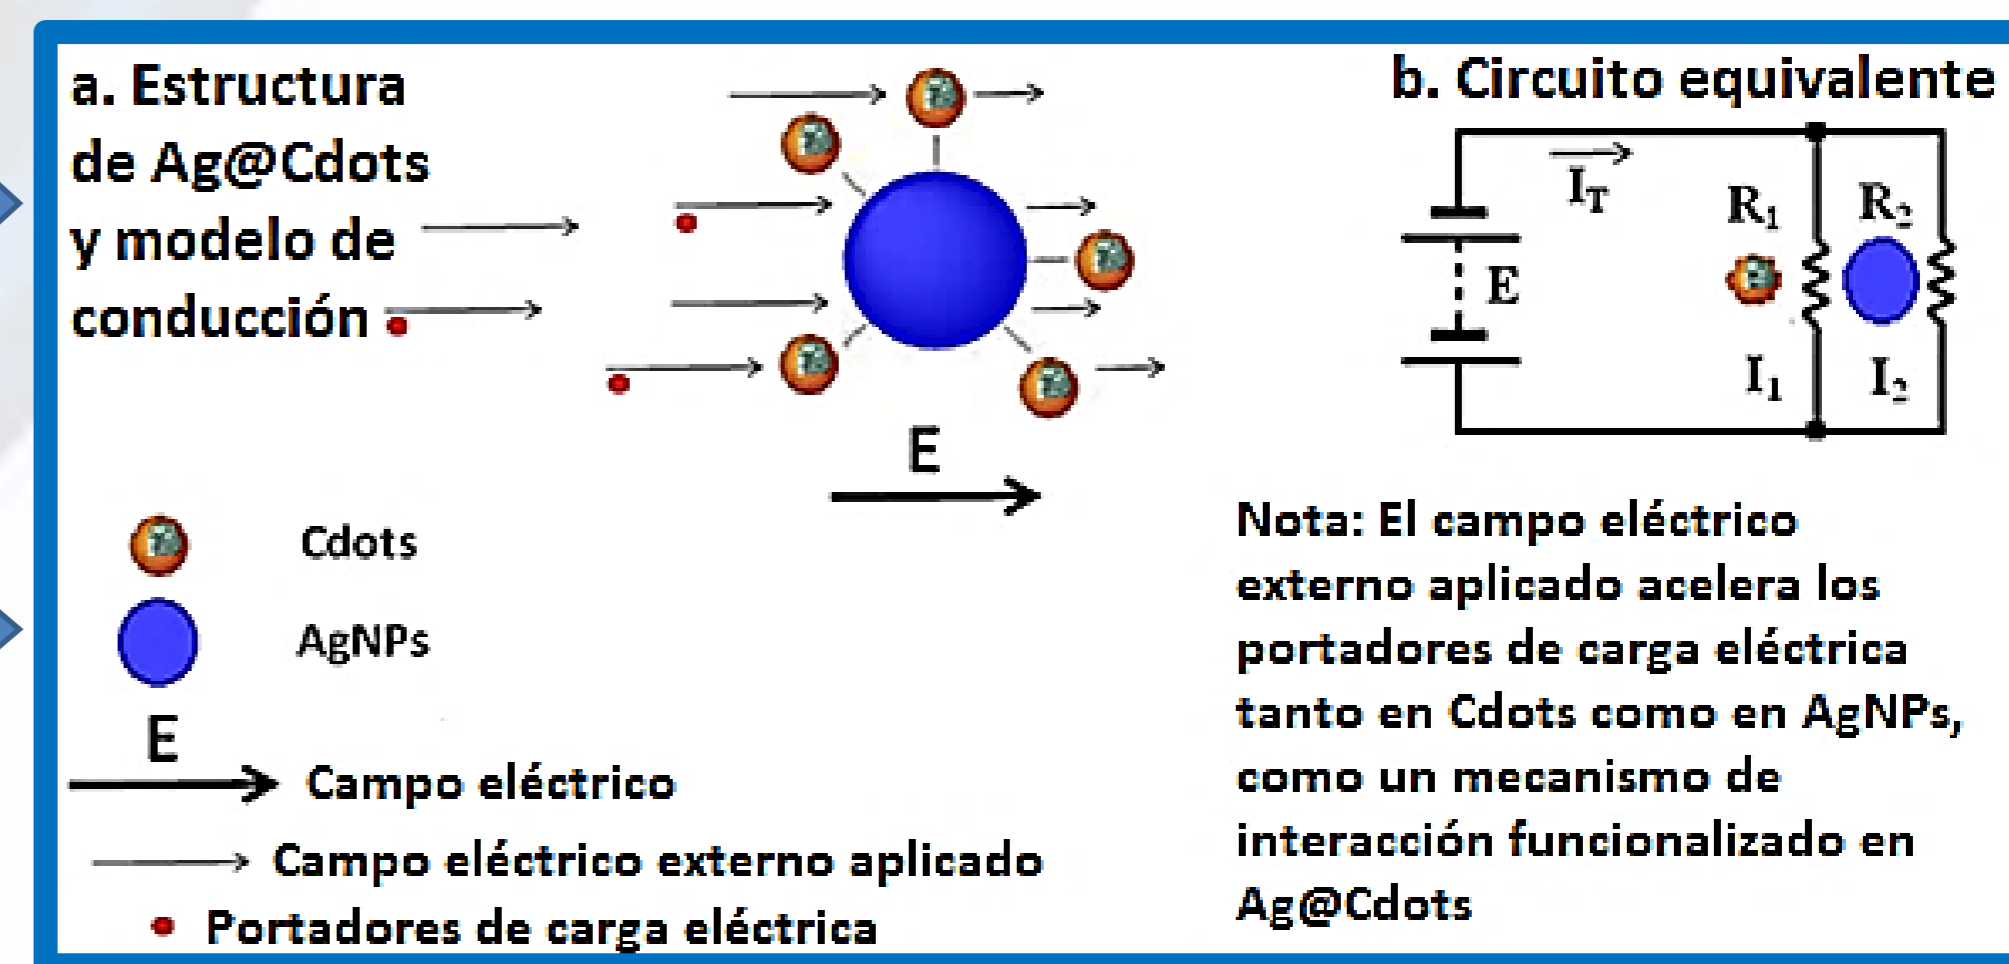 a. Estructura
de Ag@Cdots
y modelo de
conducción
E
Cdots
AgNPs
E
Campo eléctrico
Campo eléctrico externo aplicado
Portadores de carga eléctrica
b. Circuito equivalente
I_T
R₁ R₂
E
I₁ I₂
Nota: El campo eléctrico
externo aplicado acelera los
portadores de carga eléctrica
tanto en Cdots como en AgNPs,
como un mecanismo de
interacción funcionalizado en
Ag@Cdots